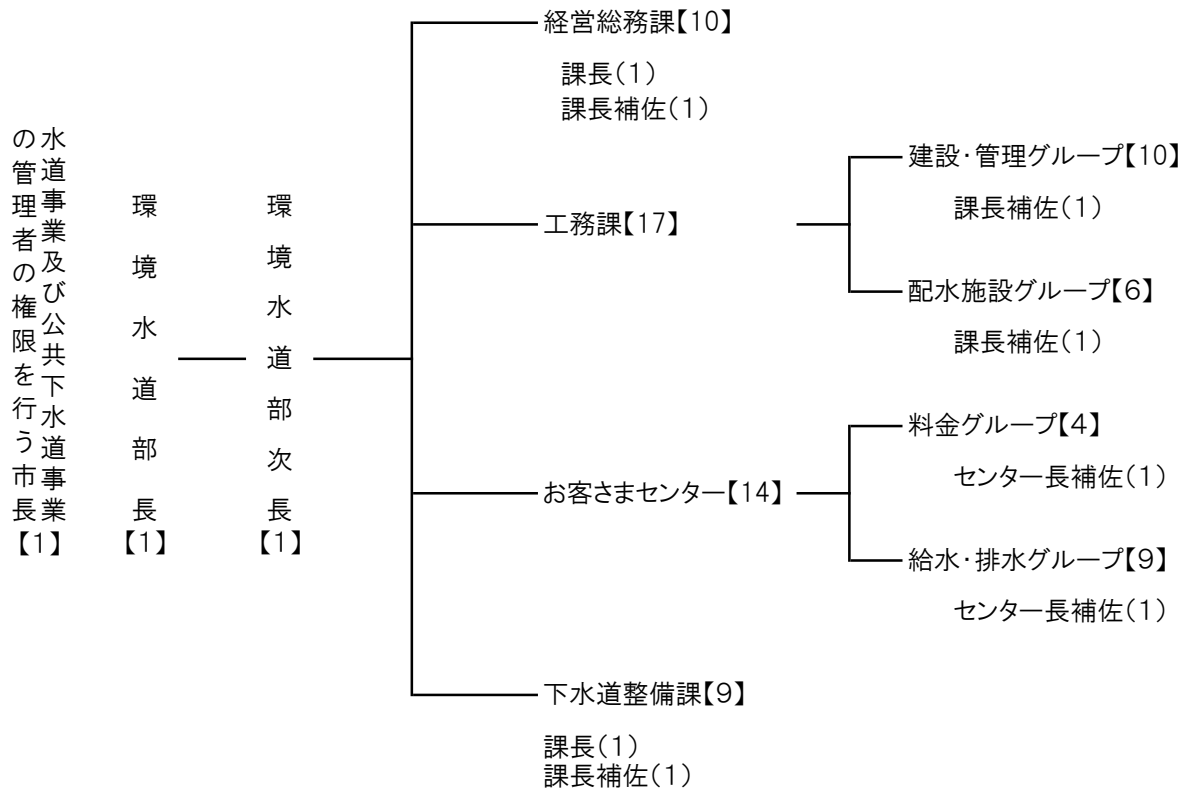 水道事業及び公共下水道事業
の管理者の権限を行う市長
【1】
環境水道部長
【1】
環境水道部次長
【1】
経営総務課【10】
課長(1)
課長補佐(1)
工務課【17】
建設・管理グループ【10】
課長補佐(1)
配水施設グループ【6】
課長補佐(1)
お客さまセンター【14】
料金グループ【4】
センター長補佐(1)
給水・排水グループ【9】
センター長補佐(1)
下水道整備課【9】
課長(1)
課長補佐(1)